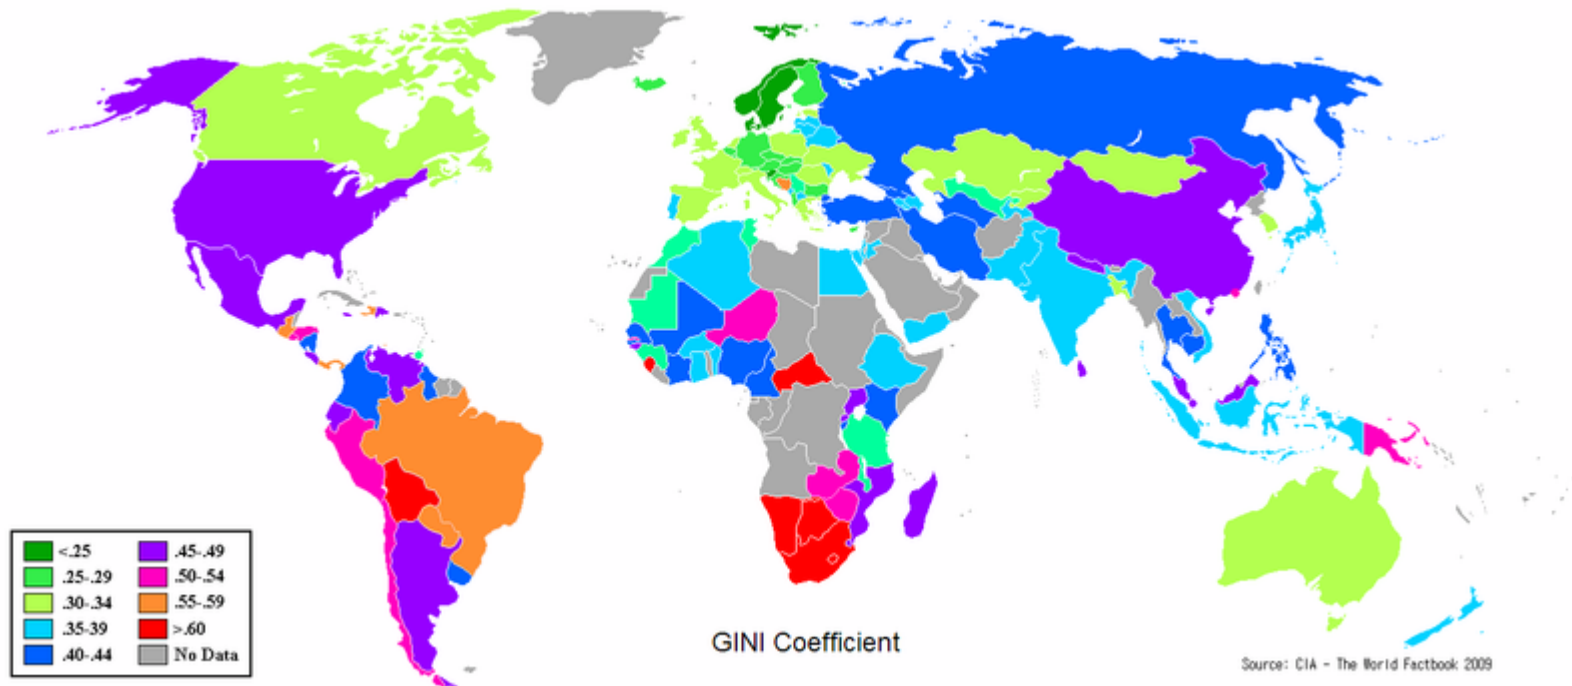 <.25 .45-.49
.25-.29 .50-.54
.30-.34 .55-.59
.35-39 >.60
.40-.44 No Data
GINI Coefficient
Source: CIA - The World Factbook 2009